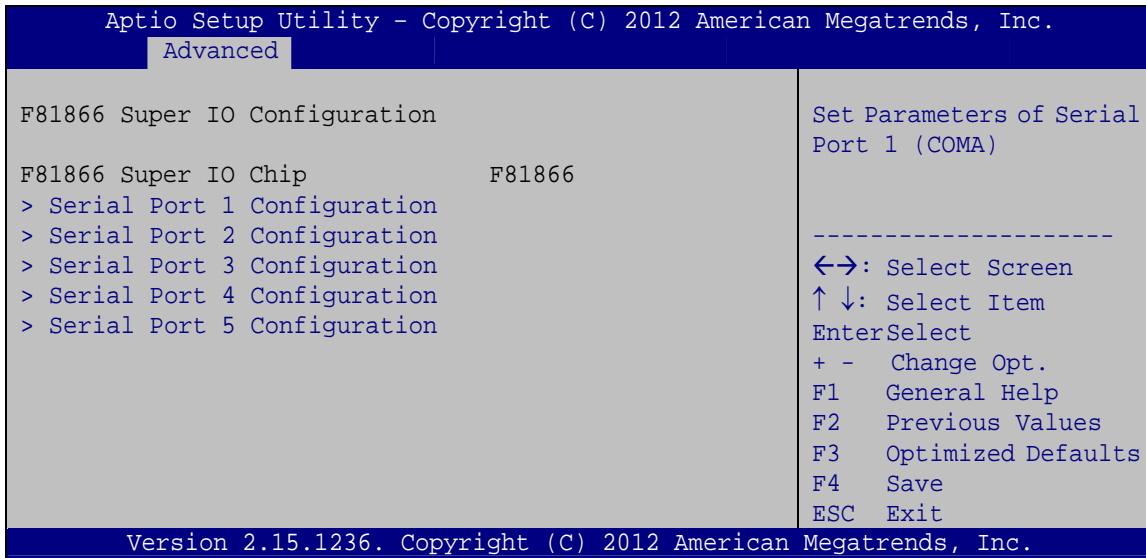 Aptio Setup Utility – Copyright (C) 2012 American Megatrends, Inc.
Advanced
F81866 Super IO Configuration
F81866 Super IO Chip F81866
> Serial Port 1 Configuration
> Serial Port 2 Configuration
> Serial Port 3 Configuration
> Serial Port 4 Configuration
> Serial Port 5 Configuration
Set Parameters of Serial
Port 1 (COMA)
---------------------
←→: Select Screen
↑ ↓: Select Item
EnterSelect
+ - Change Opt.
F1 General Help
F2 Previous Values
F3 Optimized Defaults
F4 Save
ESC Exit
Version 2.15.1236. Copyright (C) 2012 American Megatrends, Inc.